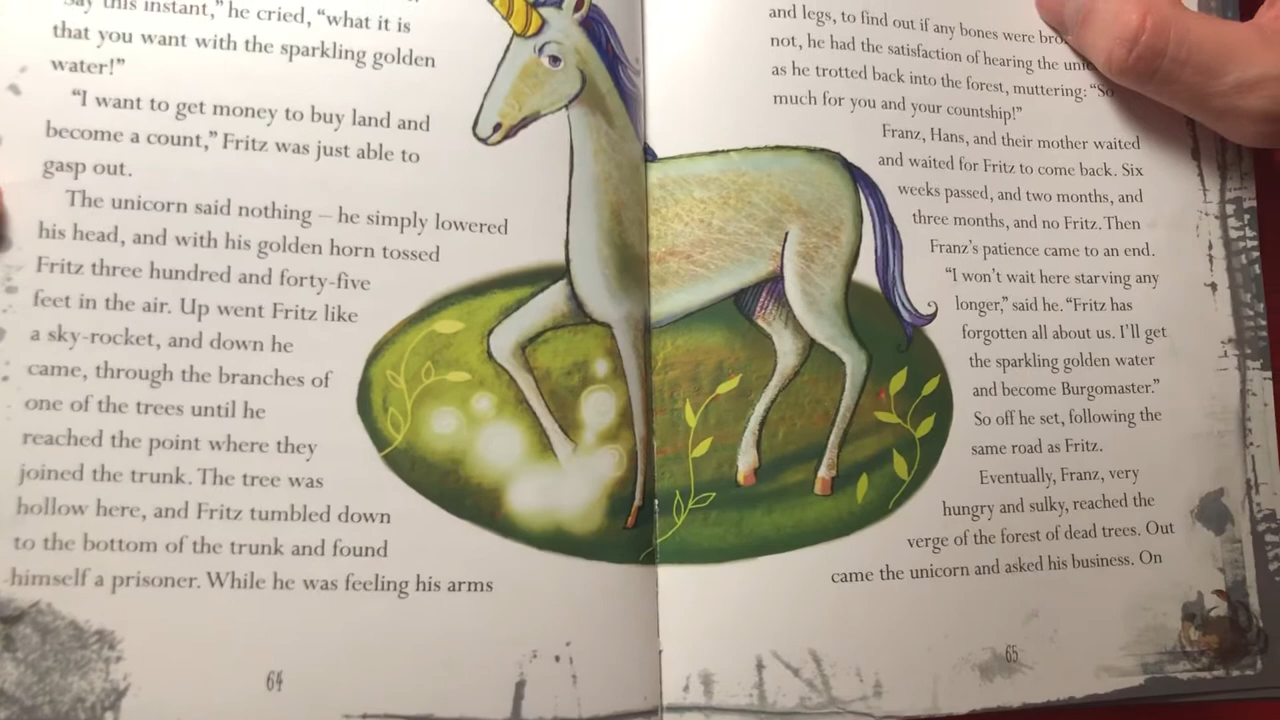 Say this instant,” he cried, “what it is
that you want with the sparkling golden
water!”
“I want to get money to buy land and
become a count,” Fritz was just able to
gasp out.
The unicorn said nothing – he simply lowered
his head, and with his golden horn tossed
Fritz three hundred and forty-five
feet in the air. Up went Fritz like
a sky-rocket, and down he
came, through the branches of
one of the trees until he
reached the point where they
joined the trunk. The tree was
hollow here, and Fritz tumbled down
to the bottom of the trunk and found
himself a prisoner. While he was feeling his arms
64
and legs, to find out if any bones were
not, he had the satisfaction of hearing the
as he trotted back into the forest, muttering: “So
much for you and your countship!”
Franz, Hans, and their mother waited
and waited for Fritz to come back. Six
weeks passed, and two months, and
three months, and no Fritz. Then
Franz’s patience came to an end.
“I won’t wait here starving any
longer,” said he. “Fritz has
forgotten all about us. I’ll get
the sparkling golden water
and become Burgomaster.”
So off he set, following the
same road as Fritz.
Eventually, Franz, very
hungry and sulky, reached the
verge of the forest of dead trees. Out
came the unicorn and asked his business. On
65